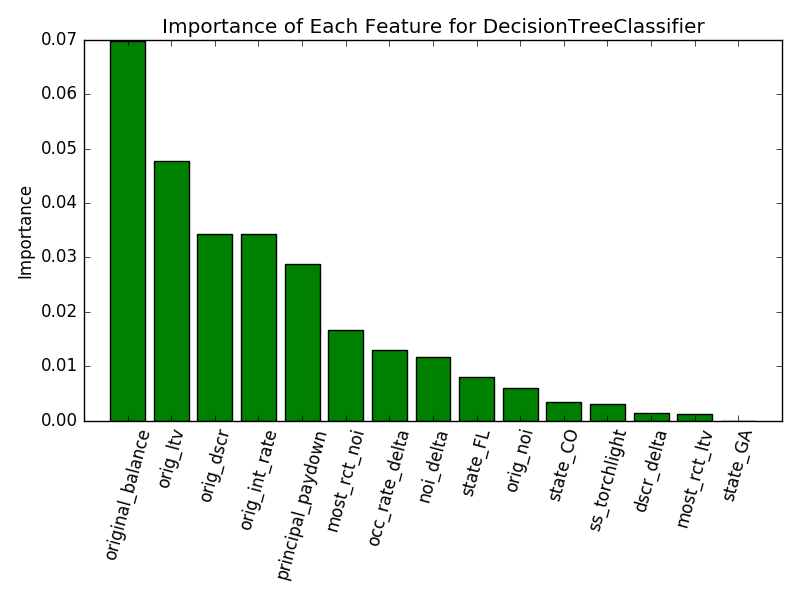 Importance of Each Feature for DecisionTreeClassifier
0.07
0.06
0.05
0.04
0.03
0.02
0.01
0.00
Importance
original_balance
orig_ltv
orig_dscr
orig_int_rate
principal_paydown
most_rct_noi
occ_rate_delta
noi_delta
state_FL
orig_noi
state_CO
ss_torchlight
dscr_delta
most_rct_ltv
state_GA